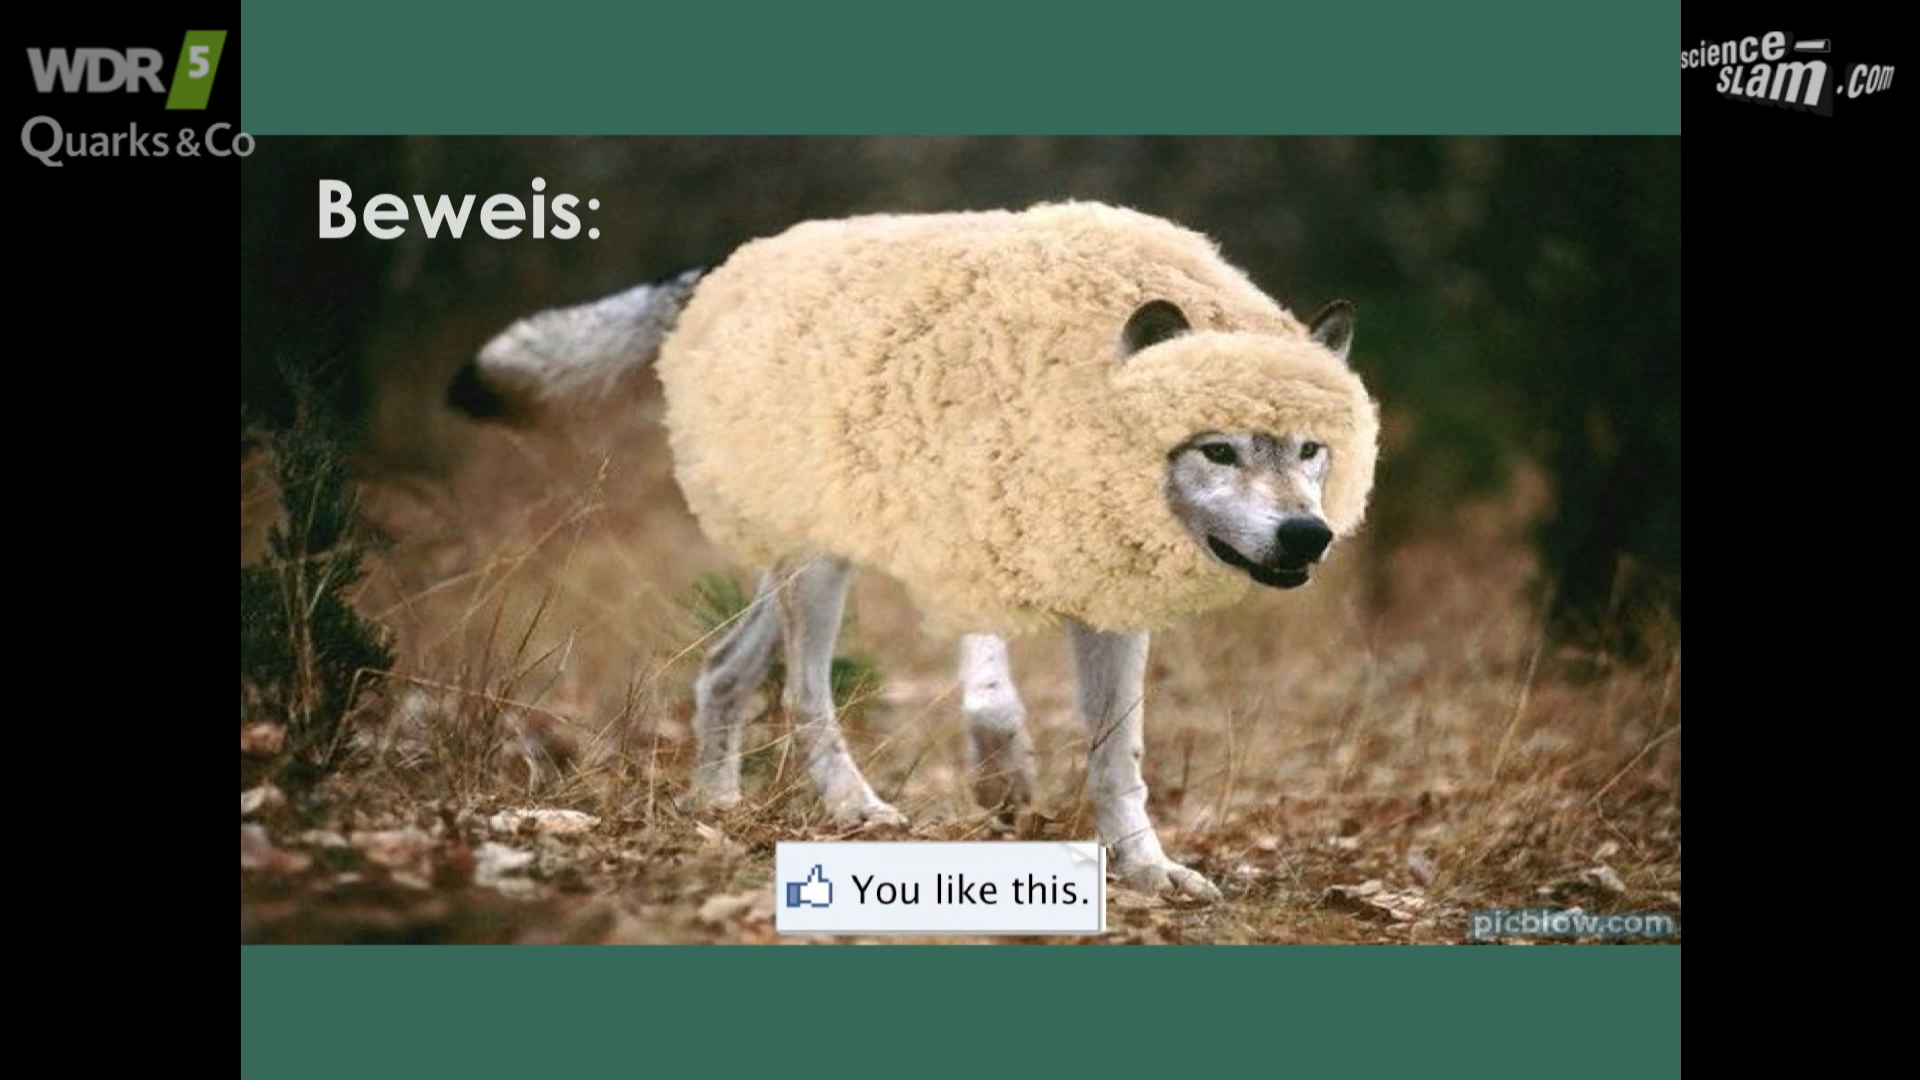 WDR 5
Quarks & Co
science
slam.com
Beweis:
You like this.
picblow.com